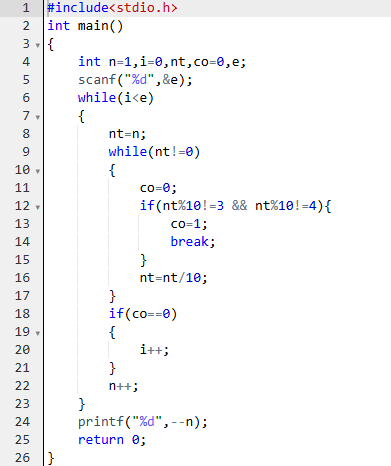 1 #include<stdio.h>
2 int main()
3 {
4 int n=1,i=0,nt,co=0,e;
5 scanf("%d",&e);
6 while(i<e)
7 {
8 nt=n;
9 while(nt!=0)
10 {
11 co=0;
12 if(nt%10!=3 && nt%10!=4){
13 co=1;
14 break;
15 }
16 nt=nt/10;
17 }
18 if(co==0)
19 {
20 i++;
21 }
22 n++;
23 }
24 printf("%d",--n);
25 return 0;
26 }